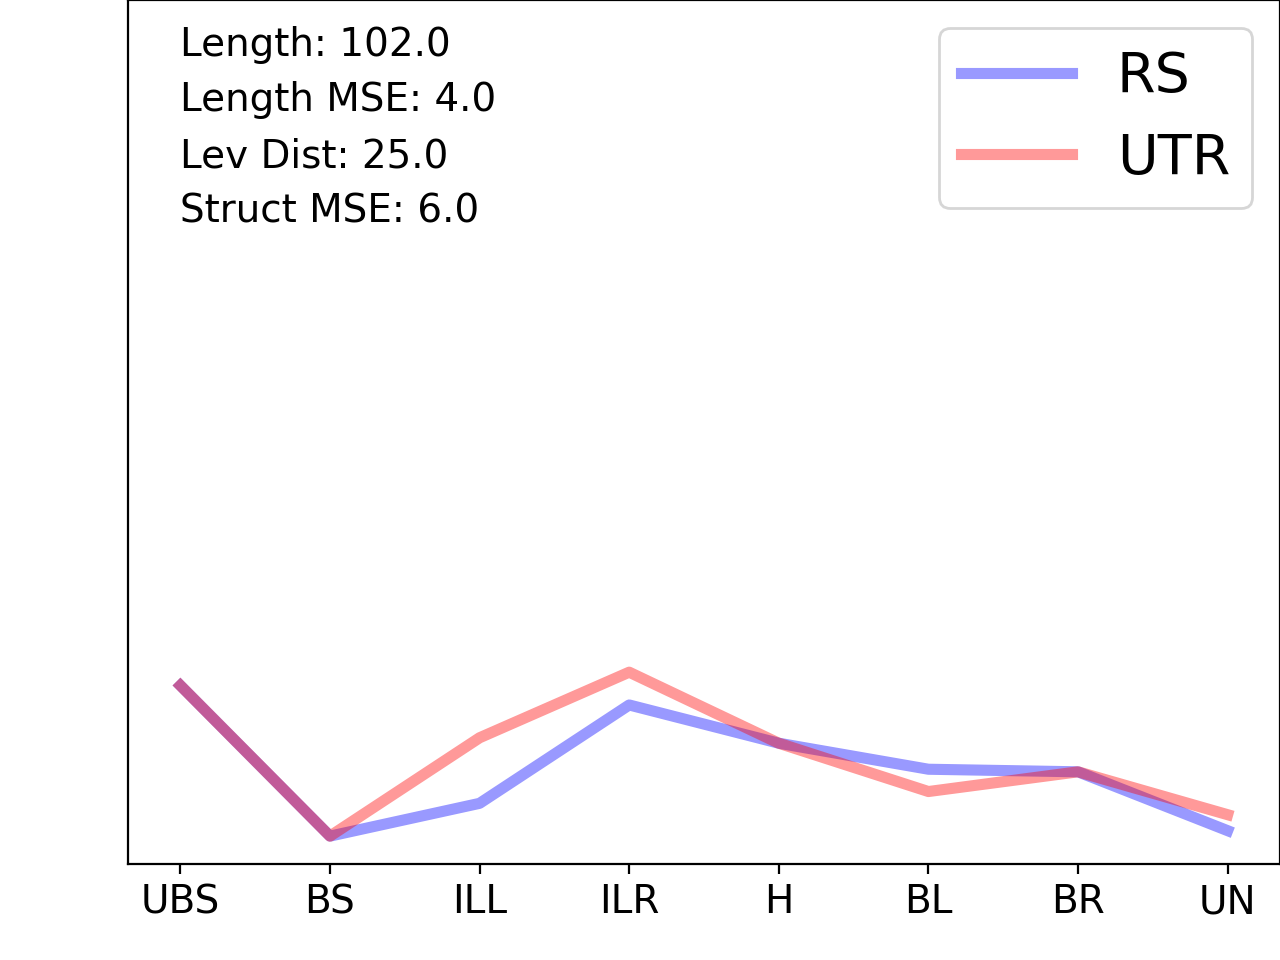 Length: 102.0
Length MSE: 4.0
Lev Dist: 25.0
Struct MSE: 6.0
RS
UTR
UBS BS ILL ILR H BL BR UN